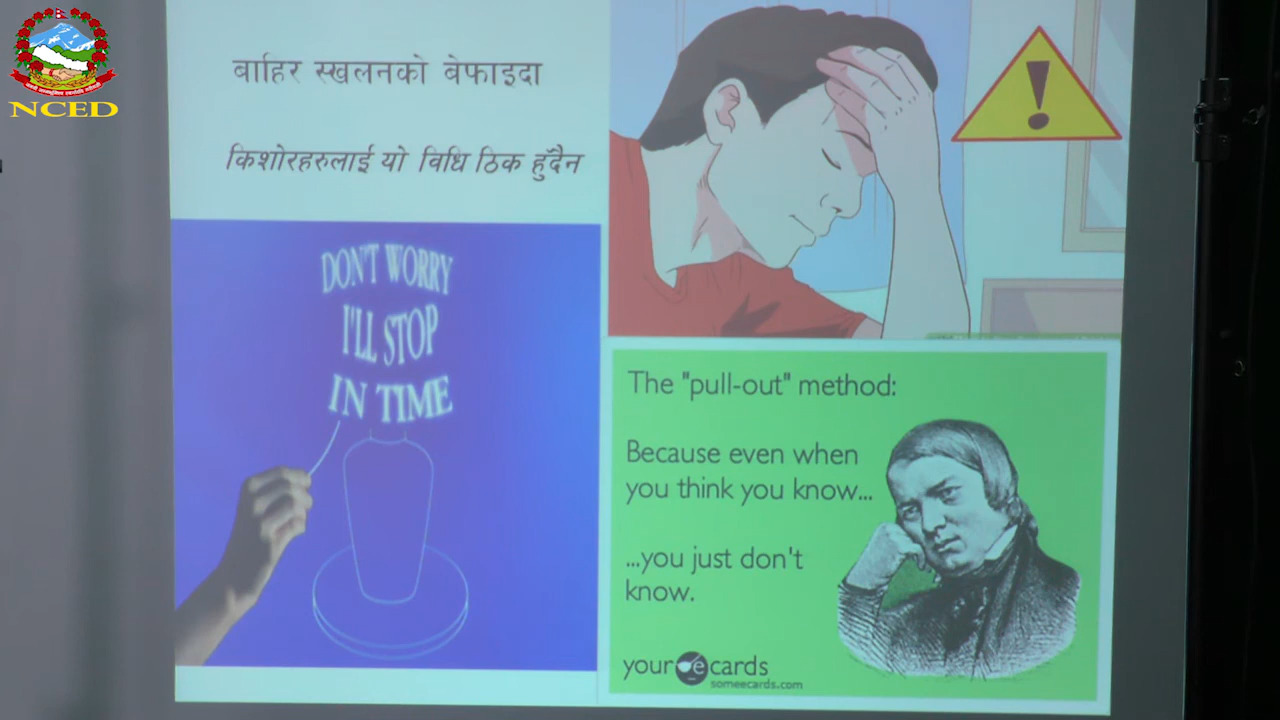 NCED
बाहिर स्खलनको बेफाइदा
किशोरहरुलाई यो विधि ठिक हुँदैन
DON'T WORRY
I'LL STOP
IN TIME
The "pull-out" method:
Because even when
you think you know...
...you just don't
know.
your e cards
someecards.com